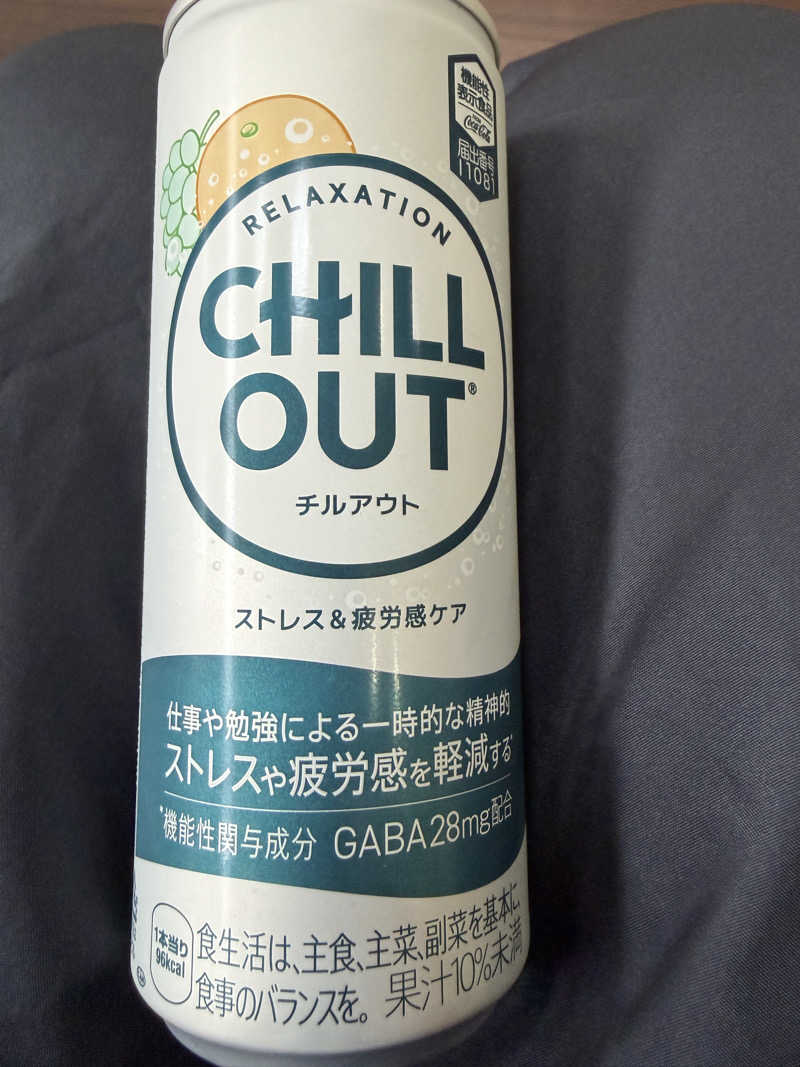 機能性
表示食品
FROM
Coca-Cola
届出番号
I1081
RELAXATION
CHILL
OUT®
チルアウト
ストレス&疲労感ケア
仕事や勉強による一時的な精神的
ストレスや疲労感を軽減する*
*機能性関与成分 GABA28mg配合
1本当り
96kcal
食生活は、主食、主菜、副菜を基本に、
食事のバランスを。
果汁10%未満